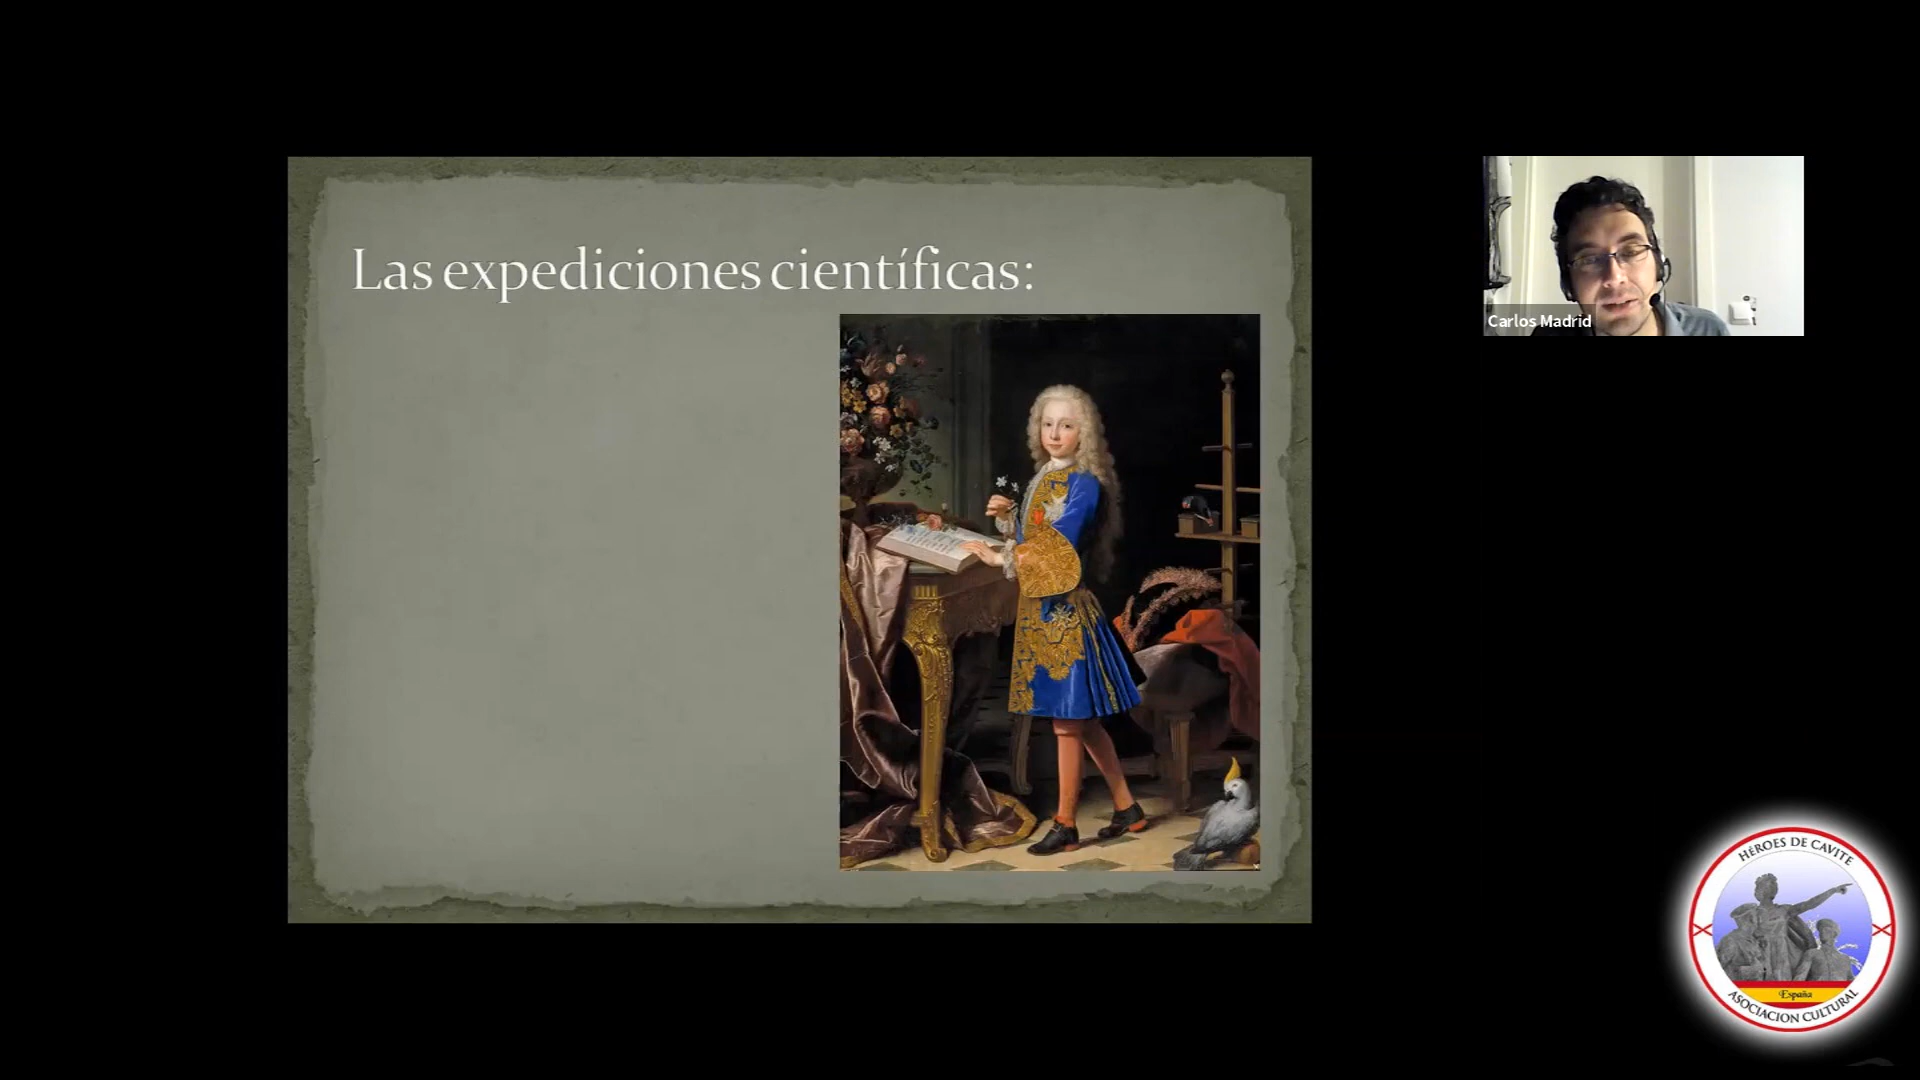 Las expediciones científicas:
Carlos Madrid
HÉROES DE CAVITE
España
ASOCIACION CULTURAL